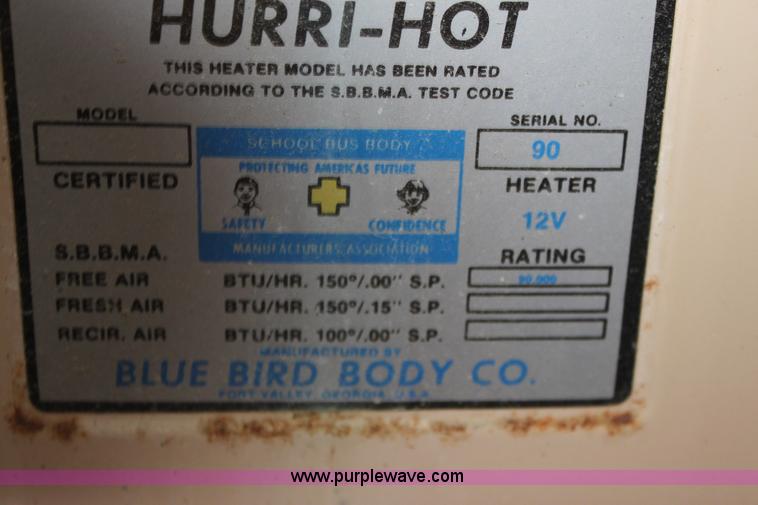 HURRI-HOT
THIS HEATER MODEL HAS BEEN RATED
ACCORDING TO THE S.B.B.M.A. TEST CODE
MODEL
SERIAL NO.
90
SCHOOL BUS BODY
PROTECTING AMERICAS FUTURE
SAFETY
CONFIDENCE
MANUFACTURERS ASSOCIATION
CERTIFIED
HEATER
12V
S.B.B.M.A.
RATING
FREE AIR BTU/HR. 150°/.00" S.P. 90,000
FRESH AIR BTU/HR. 150°/.15" S.P.
RECIR. AIR BTU/HR. 100°/.00" S.P.
MANUFACTURED BY
BLUE BIRD BODY CO.
FORT VALLEY, GEORGIA, U.S.A.
www.purplewave.com